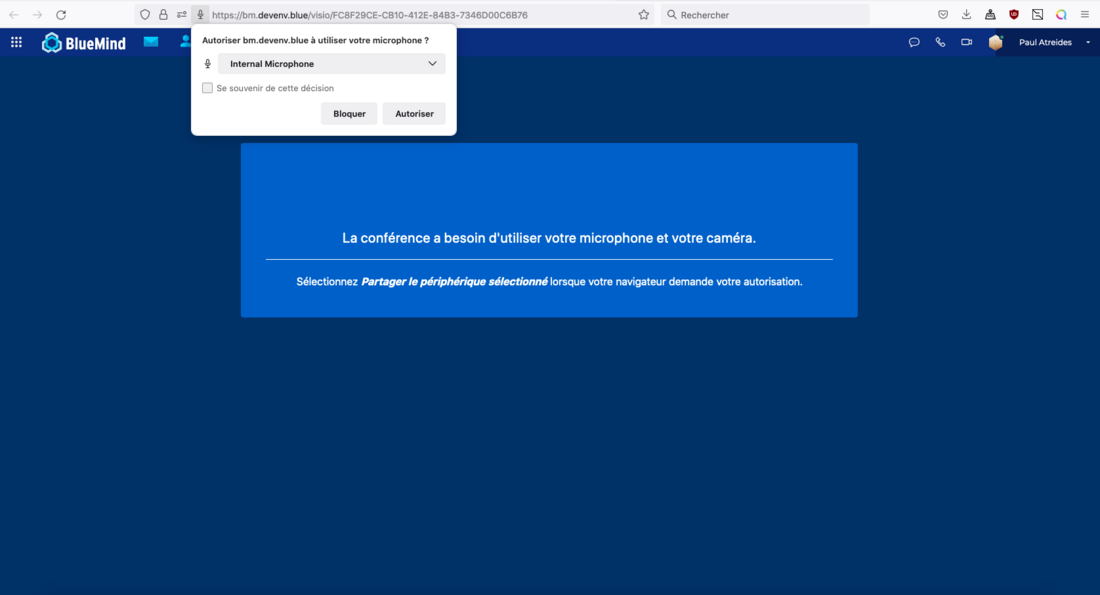 https://bm.devenv.blue/visio/FC8F29CE-CB10-412E-84B3-7346D00C6B76
Rechercher
BlueMind
Paul Atreides
Autoriser bm.devenv.blue à utiliser votre microphone ?
Internal Microphone
Se souvenir de cette décision
Bloquer
Autoriser
La conférence a besoin d'utiliser votre microphone et votre caméra.
Sélectionnez Partager le périphérique sélectionné lorsque votre navigateur demande votre autorisation.